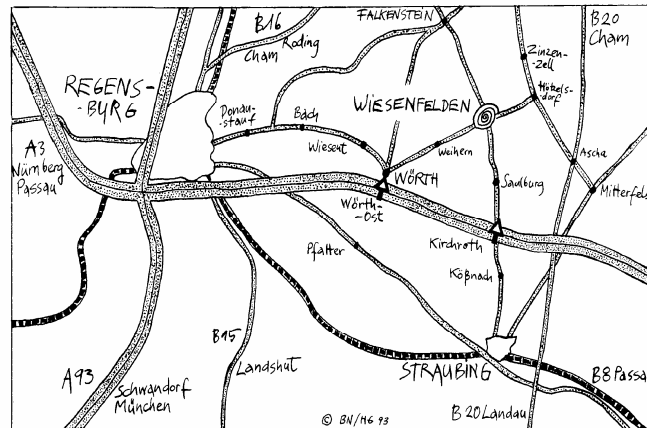 B16
Cham
Roding
FALKENSTEIN
B20
Cham
Zinzen-
-zell
REGENS-
-BURG
Donau-
stauf
Bach
WIESENFELDEN
Hötzels-
dorf
A3
Nürnberg
Passau
Wiesent
Weihern
Ascha
WÖRTH
Saulburg
Mitterfels
Wörth-
-Ost
Pfatter
Kirchroth
Kößnach
B15
Landshut
STRAUBING
A93
Schwandorf
München
B8 Passa
B20 Landau
© BN/HG 93